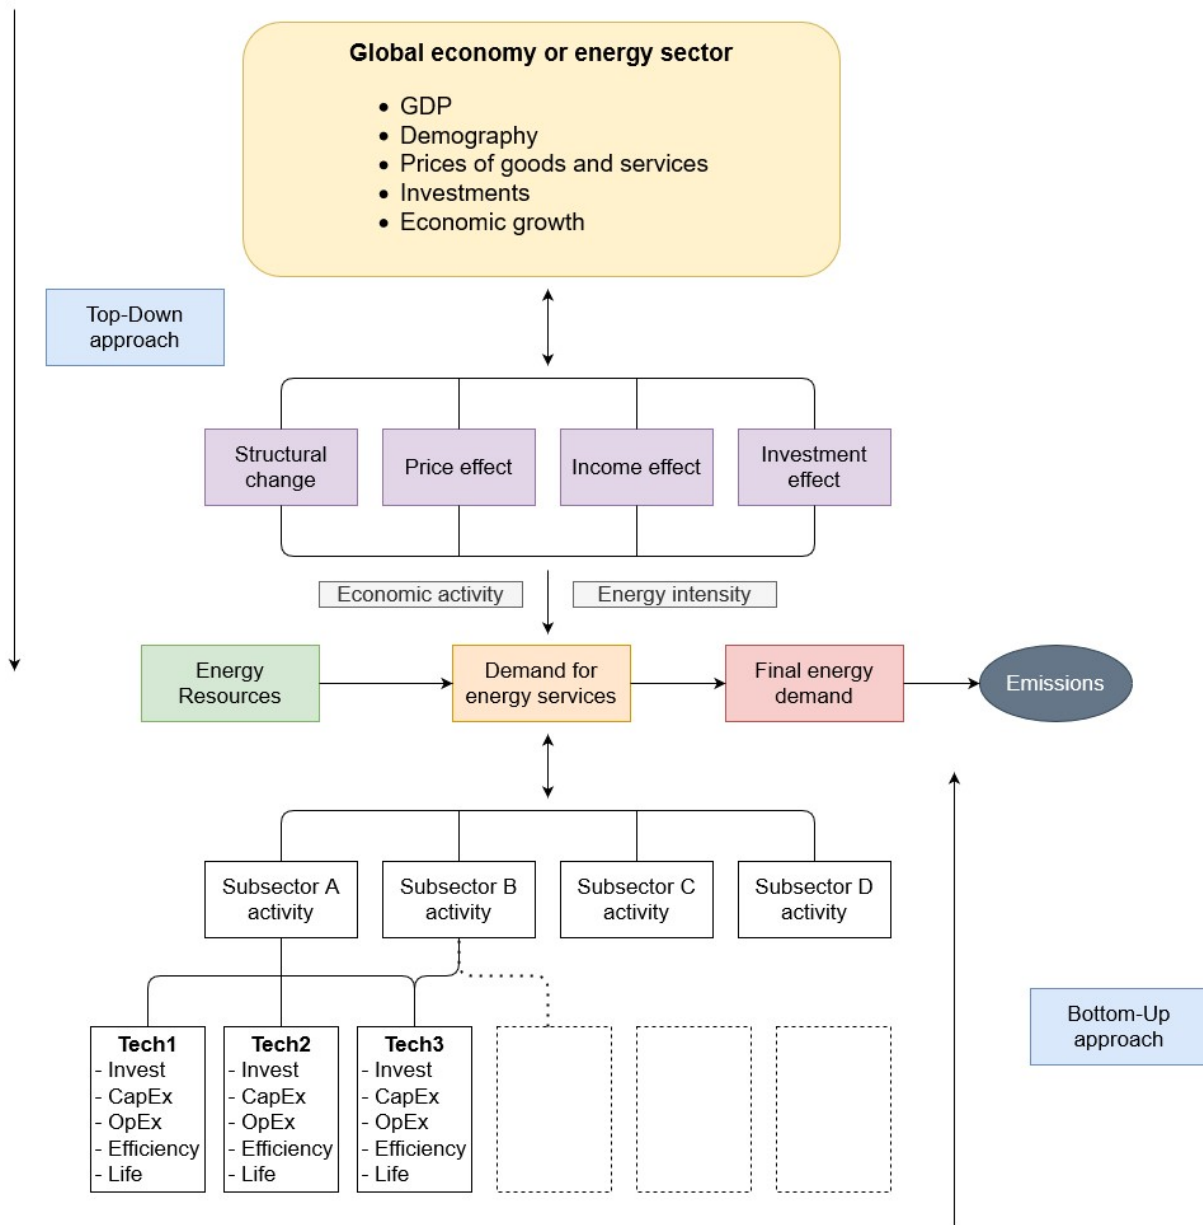 Global economy or energy sector
• GDP
• Demography
• Prices of goods and services
• Investments
• Economic growth
Top-Down
approach
Structural
change
Price effect
Income effect
Investment
effect
Economic activity
Energy intensity
Energy
Resources
Demand for
energy services
Final energy
demand
Emissions
Subsector A
activity
Subsector B
activity
Subsector C
activity
Subsector D
activity
Bottom-Up
approach
Tech1
- Invest
- CapEx
- OpEx
- Efficiency
- Life
Tech2
- Invest
- CapEx
- OpEx
- Efficiency
- Life
Tech3
- Invest
- CapEx
- OpEx
- Efficiency
- Life